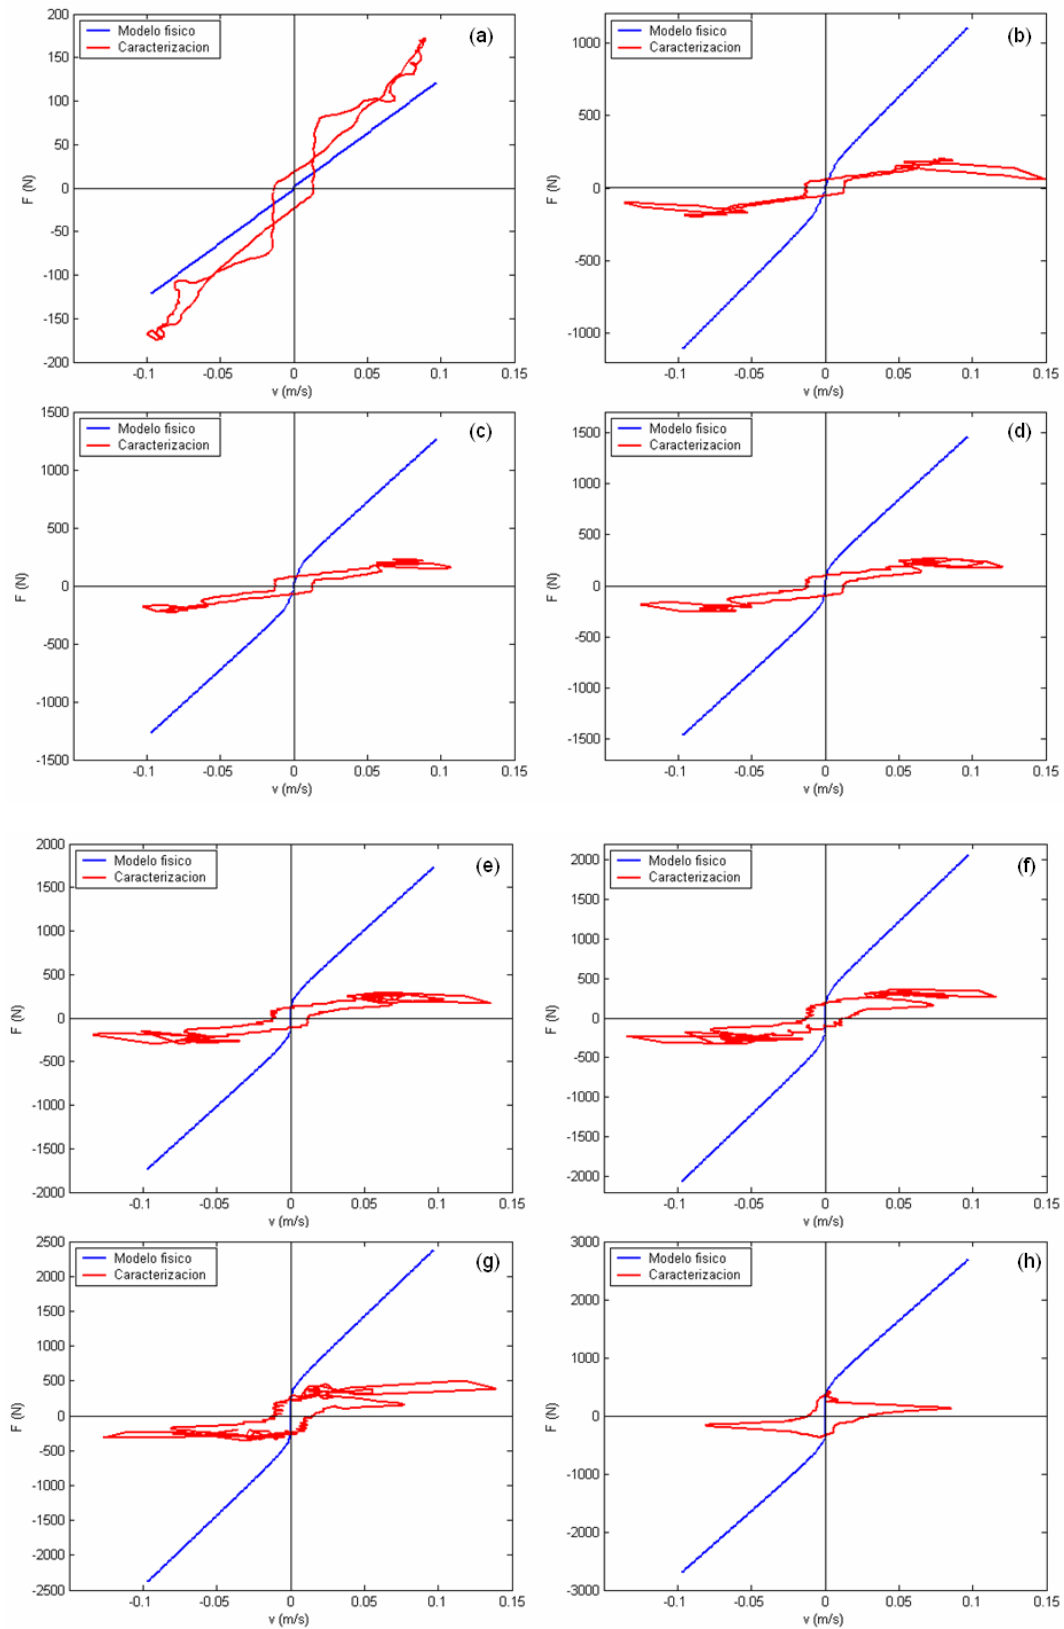 200
150
100
50
0
-50
-100
-150
-200
F (N)
Modelo fisico
Caracterizacion
(a)
-0.1
-0.05
0
0.05
0.1
0.15
v (m/s)
1000
500
0
-500
-1000
F (N)
Modelo fisico
Caracterizacion
(b)
-0.1
-0.05
0
0.05
0.1
0.15
v (m/s)
1500
1000
500
0
-500
-1000
-1500
F (N)
Modelo fisico
Caracterizacion
(c)
-0.1
-0.05
0
0.05
0.1
0.15
v (m/s)
1500
1000
500
0
-500
-1000
-1500
F (N)
Modelo fisico
Caracterizacion
(d)
-0.1
-0.05
0
0.05
0.1
0.15
v (m/s)
2000
1500
1000
500
0
-500
-1000
-1500
-2000
F (N)
Modelo fisico
Caracterizacion
(e)
-0.1
-0.05
0
0.05
0.1
0.15
v (m/s)
2000
1500
1000
500
0
-500
-1000
-1500
-2000
F (N)
Modelo fisico
Caracterizacion
(f)
-0.1
-0.05
0
0.05
0.1
0.15
v (m/s)
2500
2000
1500
1000
500
0
-500
-1000
-1500
-2000
-2500
F (N)
Modelo fisico
Caracterizacion
(g)
-0.1
-0.05
0
0.05
0.1
0.15
v (m/s)
3000
2000
1000
0
-1000
-2000
-3000
F (N)
Modelo fisico
Caracterizacion
(h)
-0.1
-0.05
0
0.05
0.1
0.15
v (m/s)